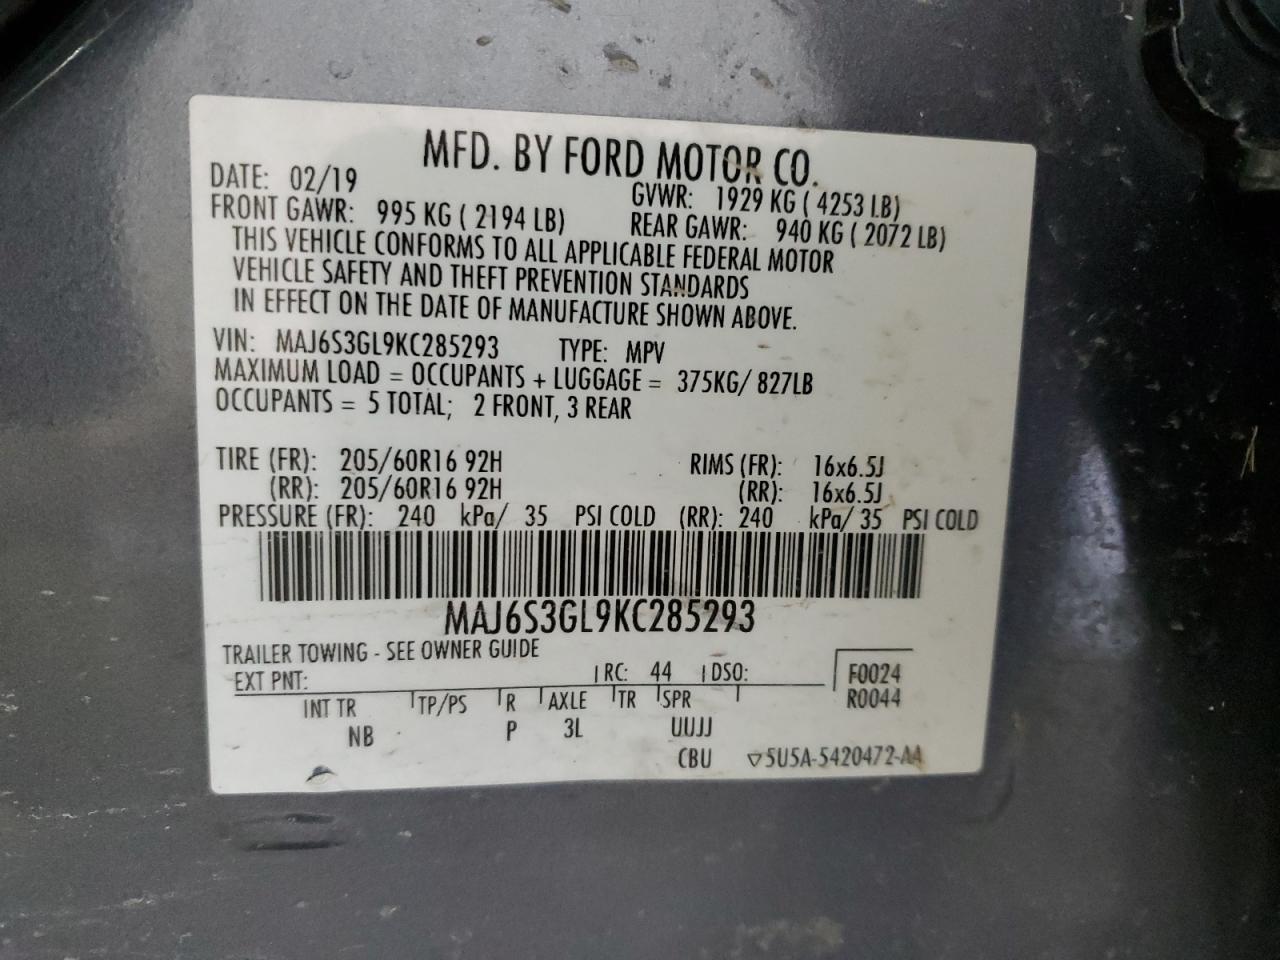 MFD. BY FORD MOTOR CO.
DATE: 02/19 GVWR: 1929 KG ( 4253 LB)
FRONT GAWR: 995 KG ( 2194 LB) REAR GAWR: 940 KG ( 2072 LB)
THIS VEHICLE CONFORMS TO ALL APPLICABLE FEDERAL MOTOR
VEHICLE SAFETY AND THEFT PREVENTION STANDARDS
IN EFFECT ON THE DATE OF MANUFACTURE SHOWN ABOVE.
VIN: MAJ6S3GL9KC285293 TYPE: MPV
MAXIMUM LOAD = OCCUPANTS + LUGGAGE = 375KG/ 827LB
OCCUPANTS = 5 TOTAL; 2 FRONT, 3 REAR
TIRE (FR): 205/60R16 92H RIMS (FR): 16x6.5J
(RR): 205/60R16 92H (RR): 16x6.5J
PRESSURE (FR): 240 kPa/ 35 PSI COLD (RR): 240 kPa/ 35 PSI COLD
MAJ6S3GL9KC285293
TRAILER TOWING - SEE OWNER GUIDE
EXT PNT: RC: 44 DSO: F0024
INT TR TP/PS R AXLE TR SPR R0044
NB P 3L UUJJ
CBU 5U5A-5420472-AA